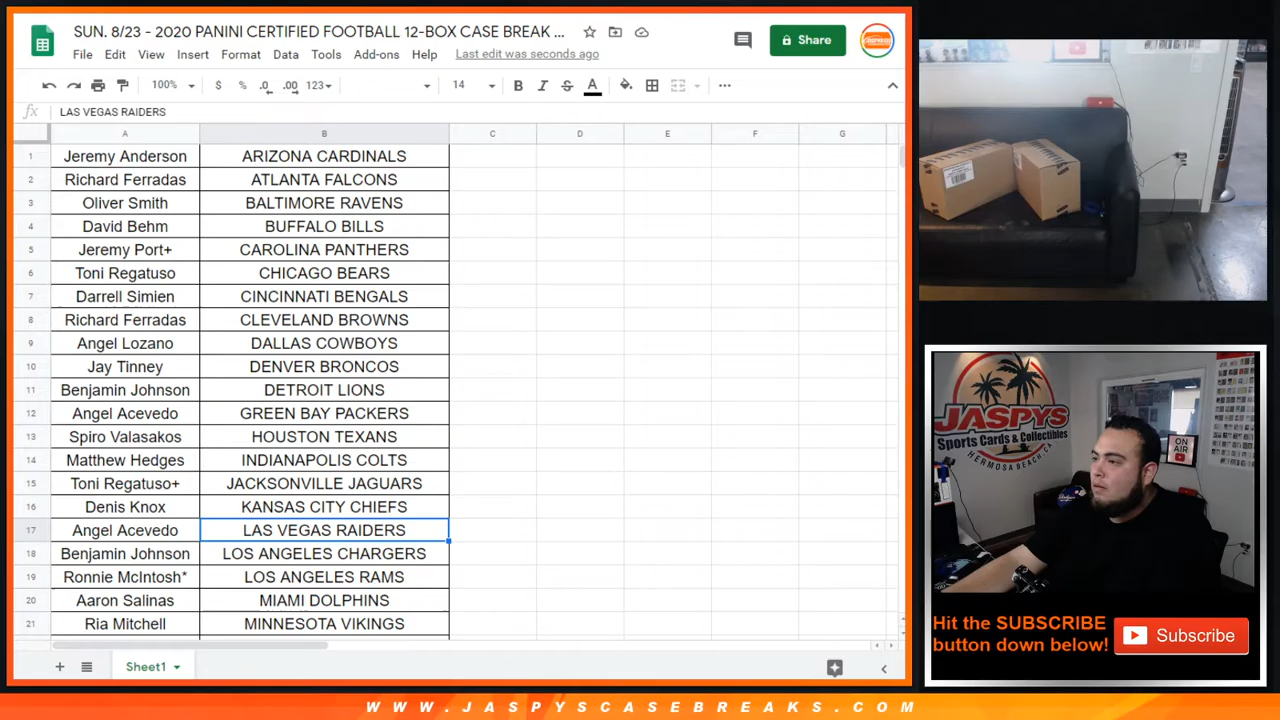 SUN. 8/23 - 2020 PANINI CERTIFIED FOOTBALL 12-BOX CASE BREAK ...
File Edit View Insert Format Data Tools Add-ons Help Last edit was seconds ago
Share
100% $ % .0 .00 123 14 B I S A ...
fx LAS VEGAS RAIDERS
A B C D E F G
1 Jeremy Anderson ARIZONA CARDINALS
2 Richard Ferradas ATLANTA FALCONS
3 Oliver Smith BALTIMORE RAVENS
4 David Behm BUFFALO BILLS
5 Jeremy Port+ CAROLINA PANTHERS
6 Toni Regatuso CHICAGO BEARS
7 Darrell Simien CINCINNATI BENGALS
8 Richard Ferradas CLEVELAND BROWNS
9 Angel Lozano DALLAS COWBOYS
10 Jay Tinney DENVER BRONCOS
11 Benjamin Johnson DETROIT LIONS
12 Angel Acevedo GREEN BAY PACKERS
13 Spiro Valasakos HOUSTON TEXANS
14 Matthew Hedges INDIANAPOLIS COLTS
15 Toni Regatuso+ JACKSONVILLE JAGUARS
16 Denis Knox KANSAS CITY CHIEFS
17 Angel Acevedo LAS VEGAS RAIDERS
18 Benjamin Johnson LOS ANGELES CHARGERS
19 Ronnie McIntosh* LOS ANGELES RAMS
20 Aaron Salinas MIAMI DOLPHINS
21 Ria Mitchell MINNESOTA VIKINGS
Sheet1
JASPYS
Sports Cards & Collectibles
HERMOSA BEACH, CA
ON AIR
Hit the SUBSCRIBE
button down below!
Subscribe
WWW.JASPYSCASEBREAKS.COM